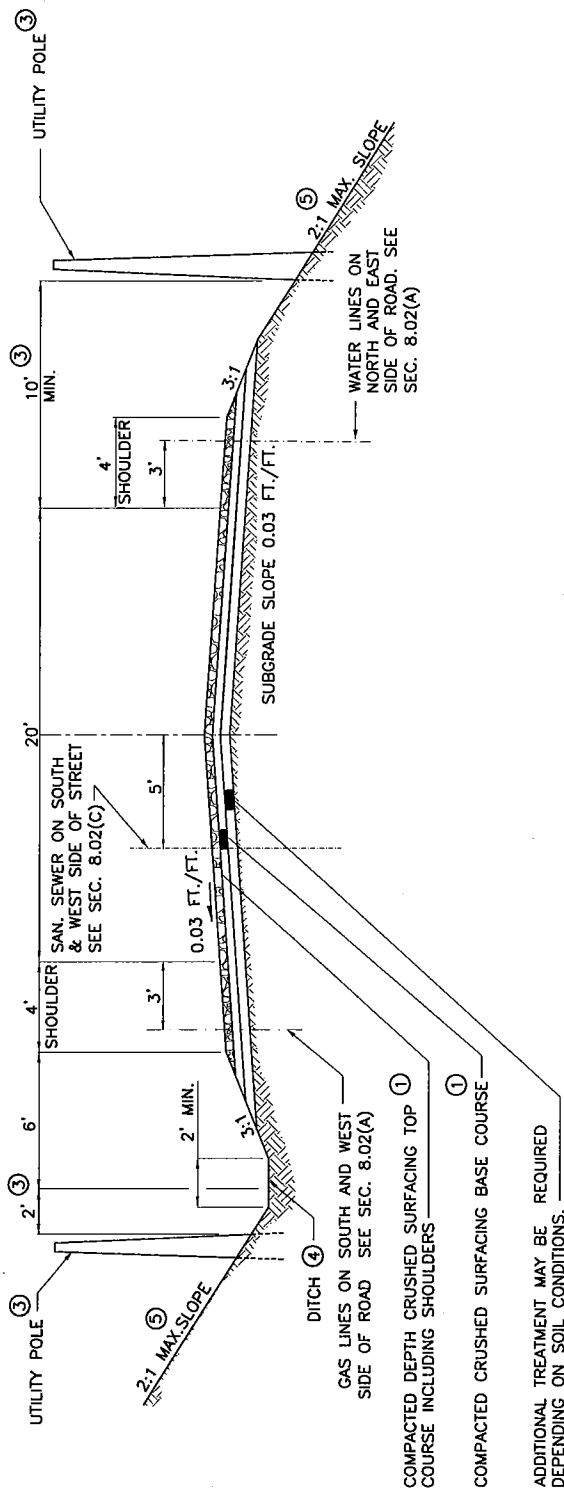 UTILITY POLE ③
2' ③
6'
4'
SHOULDER
3'
SAN. SEWER ON SOUTH
& WEST SIDE OF STREET
SEE SEC. 8.02(C)
20'
5'
10' ③
MIN.
4'
SHOULDER
3'
UTILITY POLE ③
2' MIN.
0.03 FT./FT.
2:1 MAX.SLOPE
⑤
3:1
3:1
⑤
2:1 MAX. SLOPE
SUBGRADE SLOPE 0.03 FT./FT.
DITCH ④
WATER LINES ON
NORTH AND EAST
SIDE OF ROAD. SEE
SEC. 8.02(A)
GAS LINES ON SOUTH AND WEST
SIDE OF ROAD SEE SEC. 8.02(A)
COMPACTED DEPTH CRUSHED SURFACING TOP ①
COURSE INCLUDING SHOULDERS
COMPACTED CRUSHED SURFACING BASE COURSE ①
ADDITIONAL TREATMENT MAY BE REQUIRED
DEPENDING ON SOIL CONDITIONS.